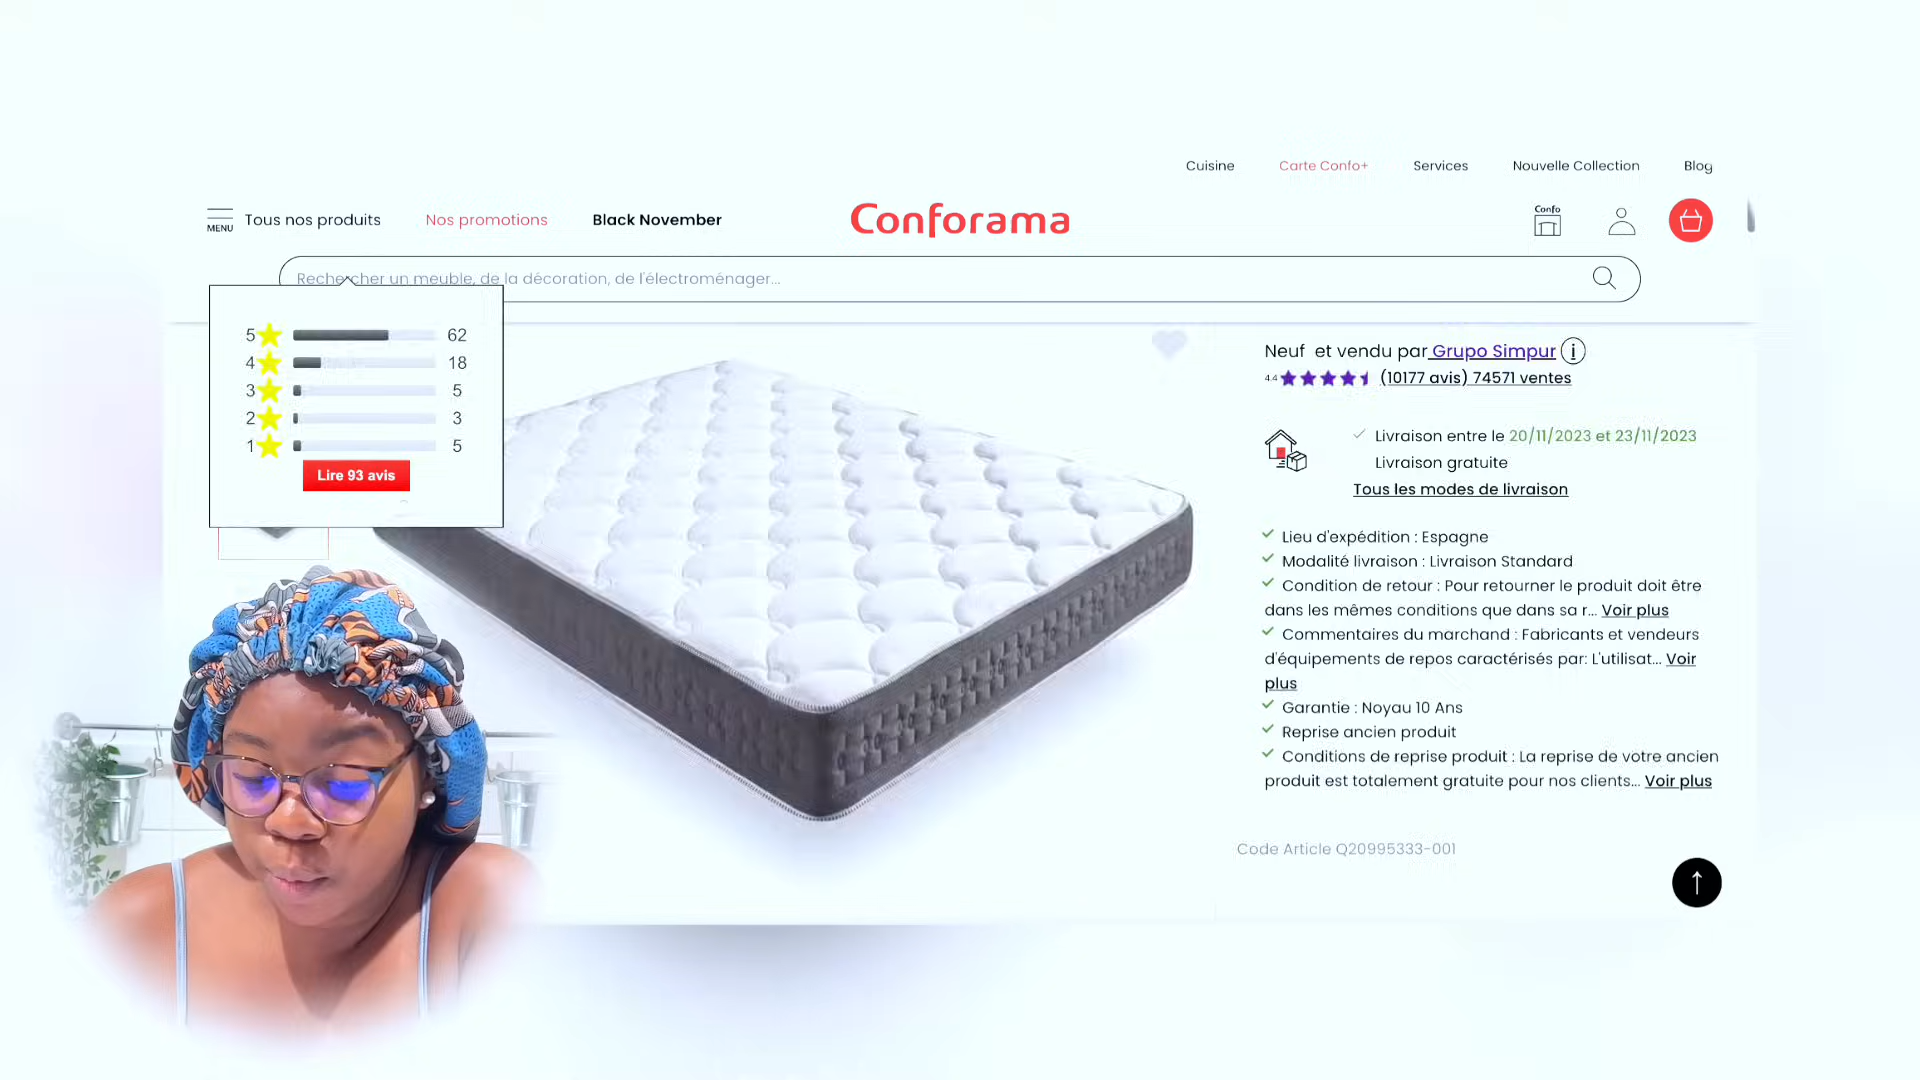 Cuisine Carte Confo+ Services Nouvelle Collection Blog
MENU Tous nos produits Nos promotions Black November Conforama Confo
Rechercher un meuble, de la décoration, de l'électroménager...
5 62
4 18
3 5
2 3
1 5
Lire 93 avis
Neuf et vendu par Grupo Simpur i
4.4 (10177 avis) 74571 ventes
Livraison entre le 20/11/2023 et 23/11/2023
Livraison gratuite
Tous les modes de livraison
Lieu d'expédition : Espagne
Modalité livraison : Livraison Standard
Condition de retour : Pour retourner le produit doit être
dans les mêmes conditions que dans sa r... Voir plus
Commentaires du marchand : Fabricants et vendeurs
d'équipements de repos caractérisés par: L'utilisat... Voir
plus
Garantie : Noyau 10 Ans
Reprise ancien produit
Conditions de reprise produit : La reprise de votre ancien
produit est totalement gratuite pour nos clients... Voir plus
Code Article Q20995333-001